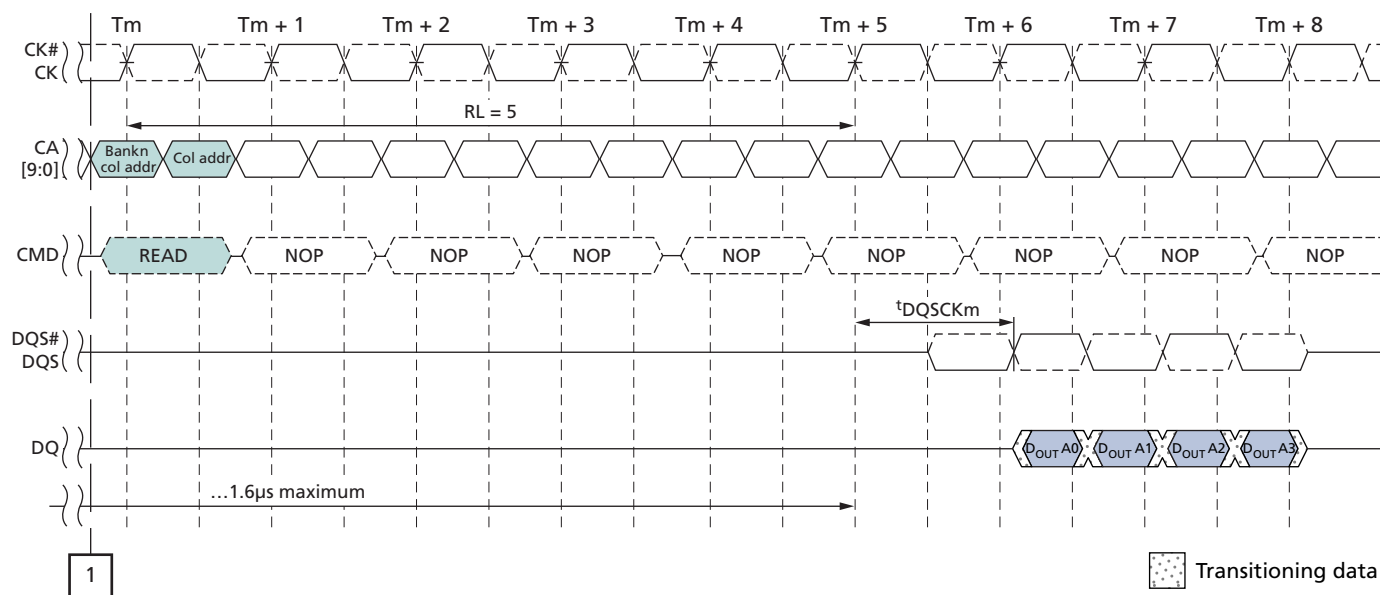 Tm Tm + 1 Tm + 2 Tm + 3 Tm + 4 Tm + 5 Tm + 6 Tm + 7 Tm + 8
CK#
CK
RL = 5
CA
[9:0]
Bankn
col addr
Col addr
CMD
READ NOP NOP NOP NOP NOP NOP NOP NOP
tDQSCKm
DQS#
DQS
DQ
DOUT A0 DOUT A1 DOUT A2 DOUT A3
...1.6µs maximum
1
Transitioning data